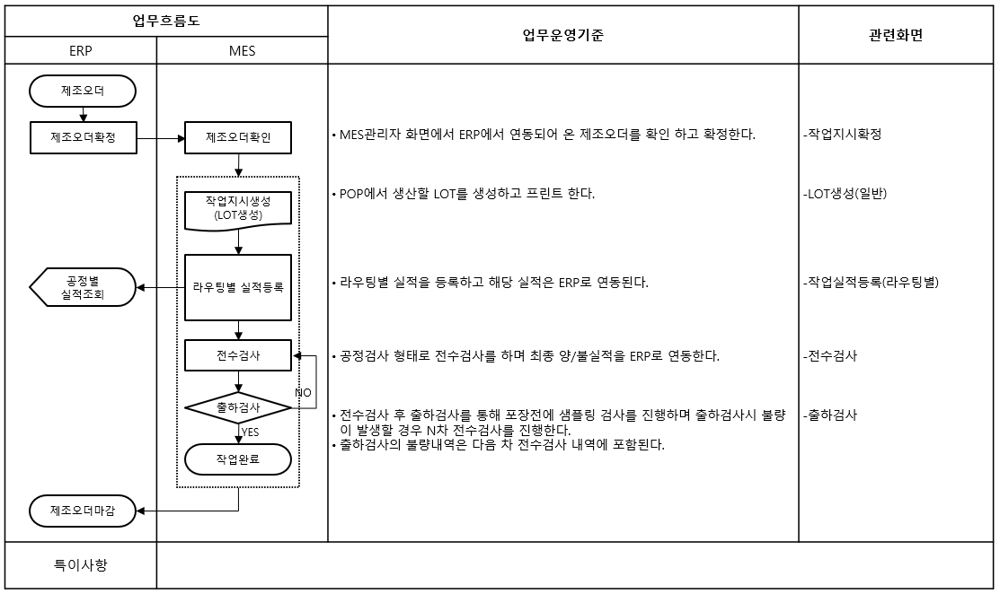 업무흐름도
업무운영기준
관련화면
ERP
MES
제조오더
제조오더확정
제조오더확인
• MES관리자 화면에서 ERP에서 연동되어 온 제조오더를 확인 하고 확정한다.
-작업지시확정
작업지시생성
(LOT생성)
• POP에서 생산할 LOT를 생성하고 프린트 한다.
-LOT생성(일반)
공정별
실적조회
라우팅별 실적등록
• 라우팅별 실적을 등록하고 해당 실적은 ERP로 연동된다.
-작업실적등록(라우팅별)
전수검사
• 공정검사 형태로 전수검사를 하며 최종 양/불실적을 ERP로 연동한다.
-전수검사
NO
출하검사
• 전수검사 후 출하검사를 통해 포장전에 샘플링 검사를 진행하며 출하검사시 불량
이 발생할 경우 N차 전수검사를 진행한다.
• 출하검사의 불량내역은 다음 차 전수검사 내역에 포함된다.
-출하검사
YES
작업완료
제조오더마감
특이사항